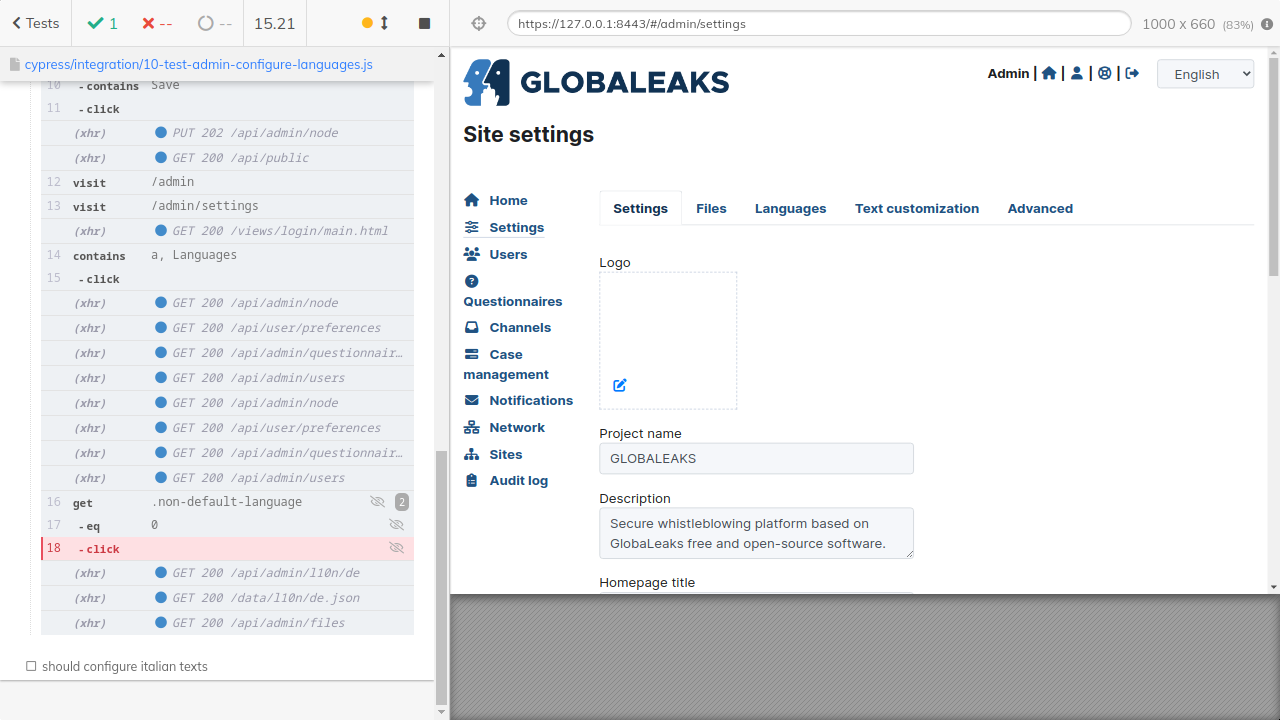 Tests
1
--
--
15.21
https://127.0.0.1:8443/#/admin/settings
1000 x 660 (83%)
cypress/integration/10-test-admin-configure-languages.js
10 - contains Save
11 - click
(xhr) PUT 202 /api/admin/node
(xhr) GET 200 /api/public
12 visit /admin
13 visit /admin/settings
(xhr) GET 200 /views/login/main.html
14 contains a, Languages
15 - click
(xhr) GET 200 /api/admin/node
(xhr) GET 200 /api/user/preferences
(xhr) GET 200 /api/admin/questionnair…
(xhr) GET 200 /api/admin/users
(xhr) GET 200 /api/admin/node
(xhr) GET 200 /api/user/preferences
(xhr) GET 200 /api/admin/questionnair…
(xhr) GET 200 /api/admin/users
16 get .non-default-language 2
17 - eq 0
18 - click
(xhr) GET 200 /api/admin/l10n/de
(xhr) GET 200 /data/l10n/de.json
(xhr) GET 200 /api/admin/files
should configure italian texts
GLOBALEAKS
Admin | | | |
English
Site settings
Home
Settings
Users
Questionnaires
Channels
Case
management
Notifications
Network
Sites
Audit log
Settings Files Languages Text customization Advanced
Logo
Project name
GLOBALEAKS
Description
Secure whistleblowing platform based on
GlobaLeaks free and open-source software.
Homepage title